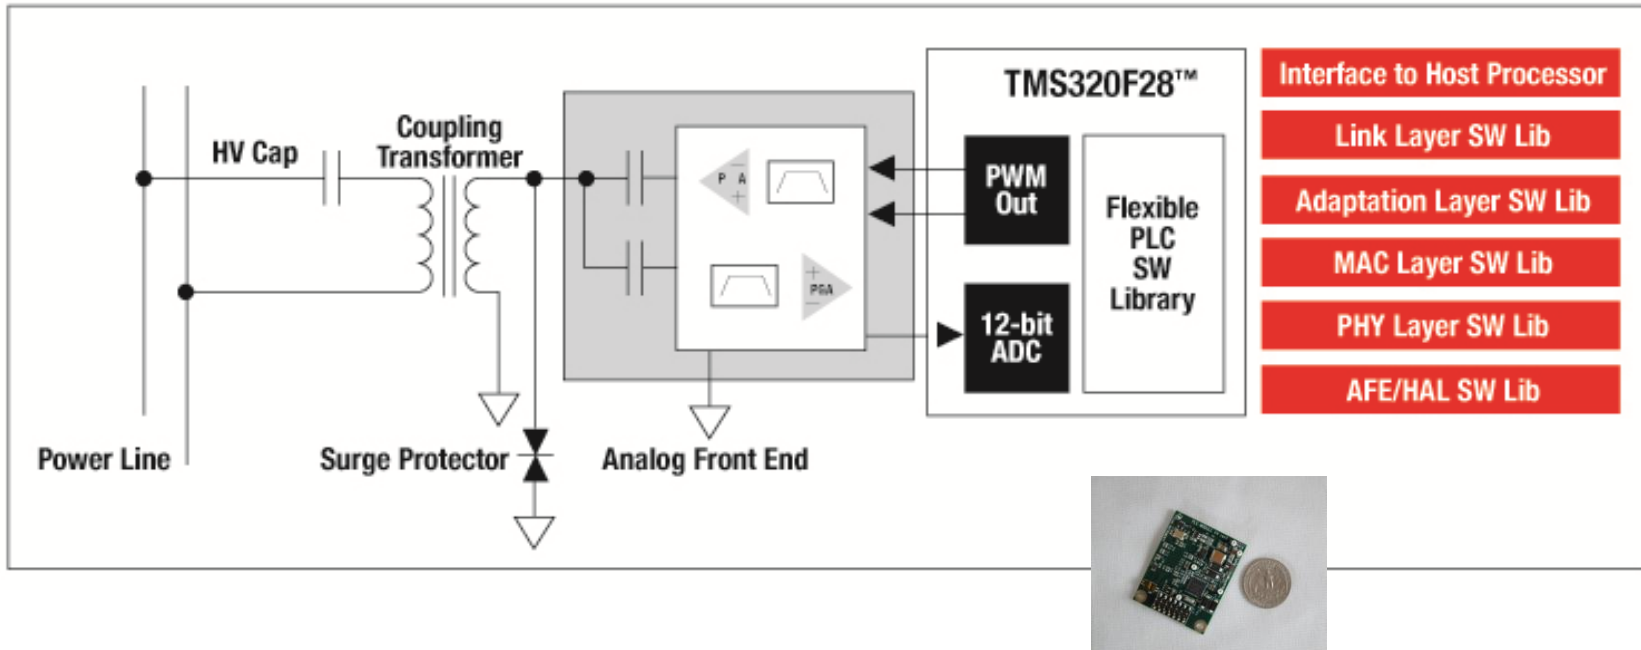 HV Cap
Coupling
Transformer
P A
PGA
TMS320F28™
PWM
Out
12-bit
ADC
Flexible
PLC
SW
Library
Interface to Host Processor
Link Layer SW Lib
Adaptation Layer SW Lib
MAC Layer SW Lib
PHY Layer SW Lib
AFE/HAL SW Lib
Power Line
Surge Protector
Analog Front End